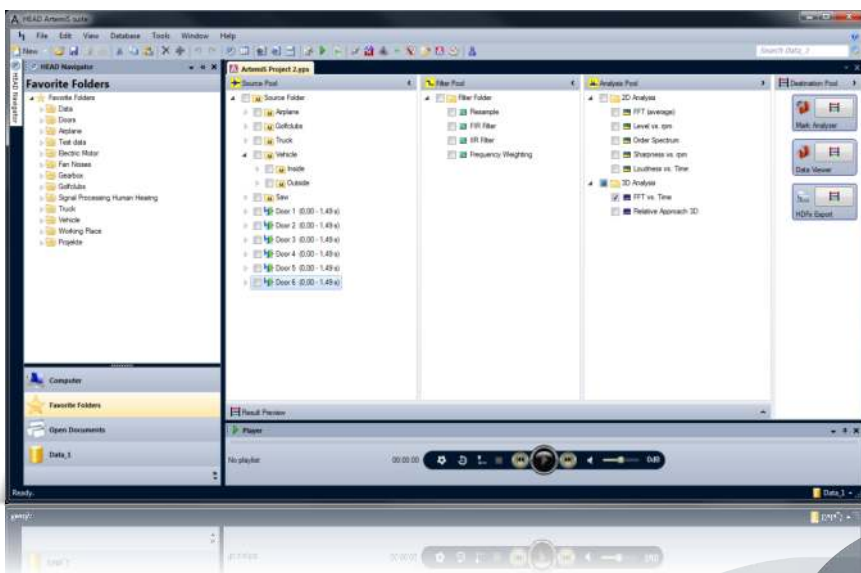 HEAD Artemis suite
File Edit View Database Tools Window Help
New
Search Data_1
HEAD Navigator
HEAD Navigator
Favorite Folders
Favorite Folders
Data
Doors
Airplane
Test data
Electric Motor
Fan Noises
Gearbox
Golfclubs
Signal Processing Human Hearing
Truck
Vehicle
Working Place
Projekte
Computer
Favorite Folders
Open Documents
Data_1
Ready.
ArtemiS Project 2.gps
Source Pool
Source Folder
Airplane
Golfclubs
Truck
Vehicle
Inside
Outside
Saw
Door 1 (0,00 - 1,49 s)
Door 2 (0,00 - 1,49 s)
Door 3 (0,00 - 1,49 s)
Door 4 (0,00 - 1,49 s)
Door 5 (0,00 - 1,49 s)
Door 6 (0,00 - 1,49 s)
Filter Pool
Filter Folder
Resample
FIR Filter
IIR Filter
Frequency Weighting
Analysis Pool
2D Analysis
FFT (average)
Level vs. rpm
Order Spectrum
Sharpness vs. rpm
Loudness vs. Time
3D Analysis
FFT vs. Time
Relative Approach 3D
Destination Pool
Mark Analyzer
Data Viewer
HDFx Export
Result Preview
Player
No playlist
00:00:00
0dB
Data_1